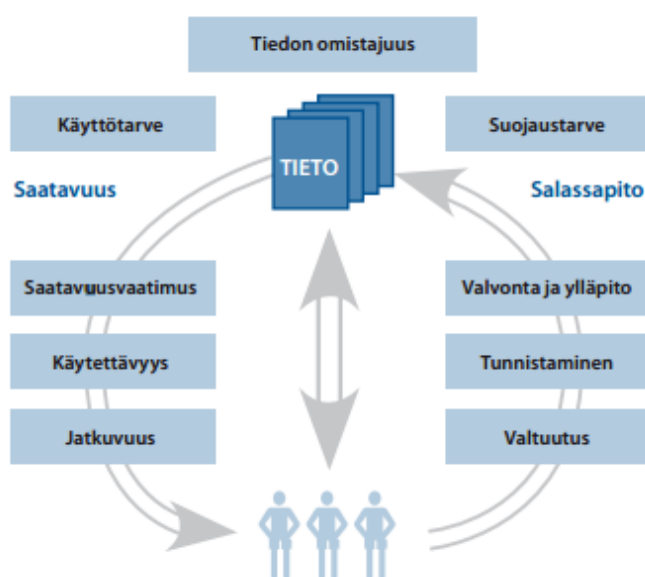 Tiedon omistajuus
Käyttötarve
Suojaustarve
TIETO
Saatavuus
Salassapito
Saatavuusvaatimus
Valvonta ja ylläpito
Käytettävyys
Tunnistaminen
Jatkuvuus
Valtuutus